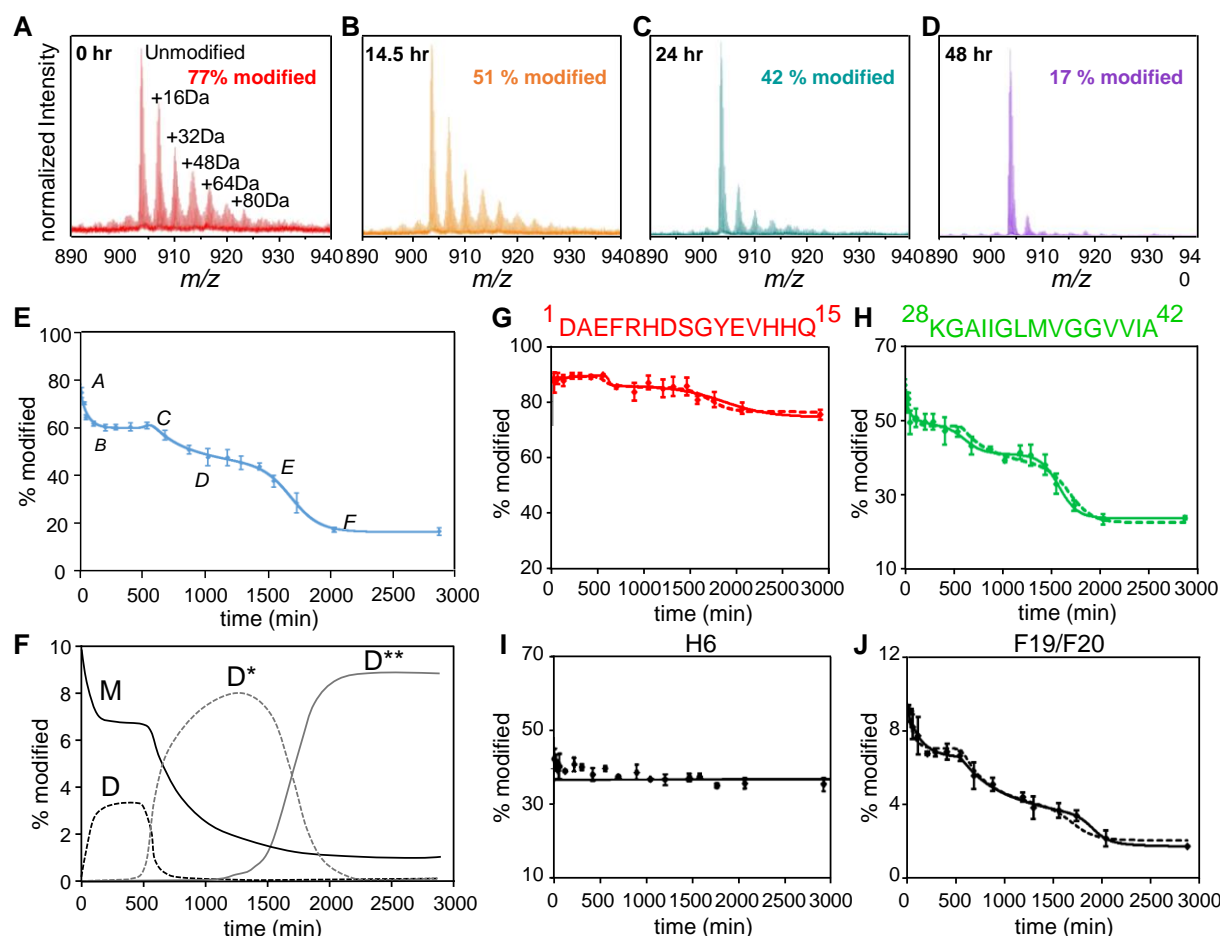 A
0 hr
Unmodified
77% modified
+16Da
+32Da
+48Da
+64Da
+80Da
normalized Intensity
890 900 910 920 930 940
m/z
B
14.5 hr
51 % modified
890 900 910 920 930 940
m/z
C
24 hr
42 % modified
890 900 910 920 930 940
m/z
D
48 hr
17 % modified
890 900 910 920 930 94
0
m/z
E
100
80
60
40
20
0
% modified
A
B
C
D
E
F
0 500 1000 1500 2000 2500 3000
time (min)
G
1 DAEFRHDSGYEVHHQ 15
100
80
60
40
20
% modified
0 500 1000 1500 2000 2500 3000
time (min)
H
28 KGAIIGLMVGGVVIA 42
70
50
30
10
% modified
0 500 1000 1500 2000 2500 3000
time (min)
F
10
8
6
4
2
0
% modified
M
D
D*
D**
0 500 1000 1500 2000 2500 3000
time (min)
I
H6
70
50
30
10
% modified
0 500 1000 1500 2000 2500 3000
time (min)
J
F19/F20
12
8
4
0
% modified
0 500 1000 1500 2000 2500 3000
time (min)